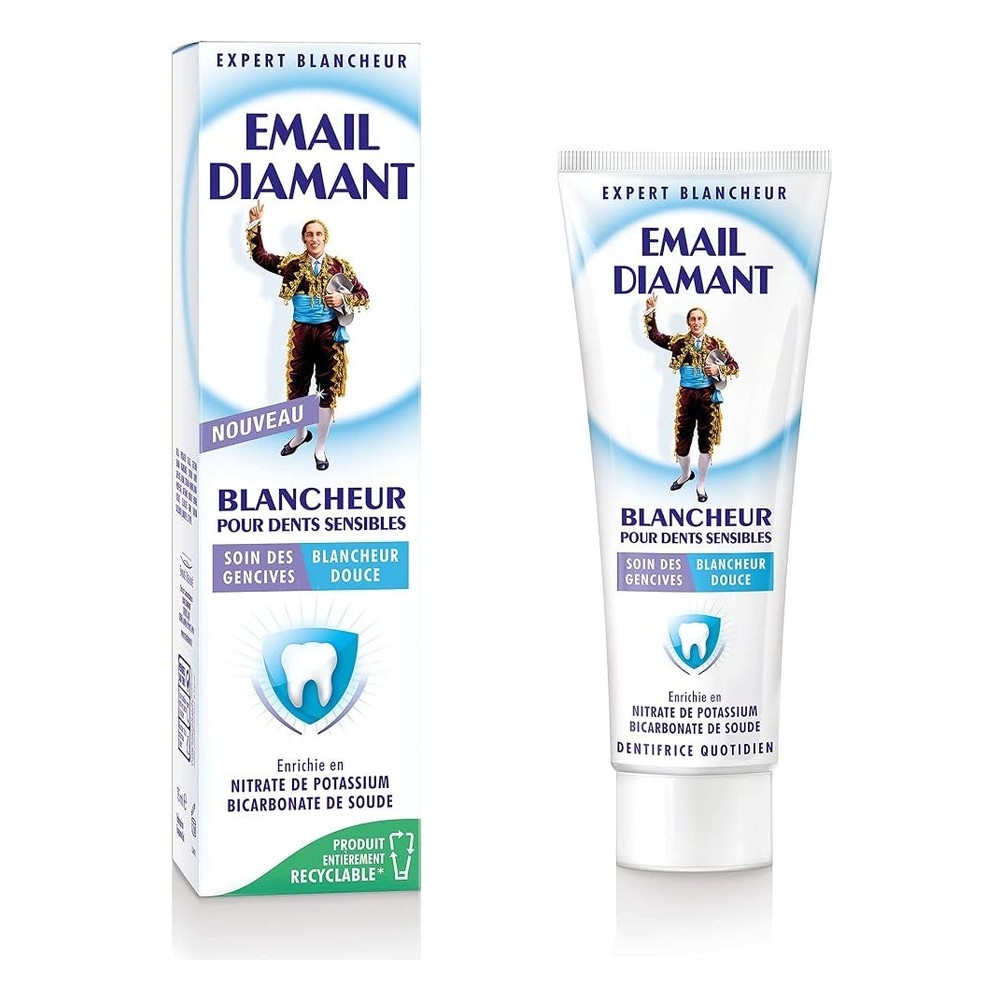 EXPERT BLANCHEUR
EMAIL
DIAMANT
NOUVEAU
BLANCHEUR
POUR DENTS SENSIBLES
SOIN DES
GENCIVES
BLANCHEUR
DOUCE
Enrichie en
NITRATE DE POTASSIUM
BICARBONATE DE SOUDE
PRODUIT
ENTIÈREMENT
RECYCLABLE*
75ml e
EXPERT BLANCHEUR
EMAIL
DIAMANT
BLANCHEUR
POUR DENTS SENSIBLES
SOIN DES
GENCIVES
BLANCHEUR
DOUCE
Enrichie en
NITRATE DE POTASSIUM
BICARBONATE DE SOUDE
DENTIFRICE QUOTIDIEN